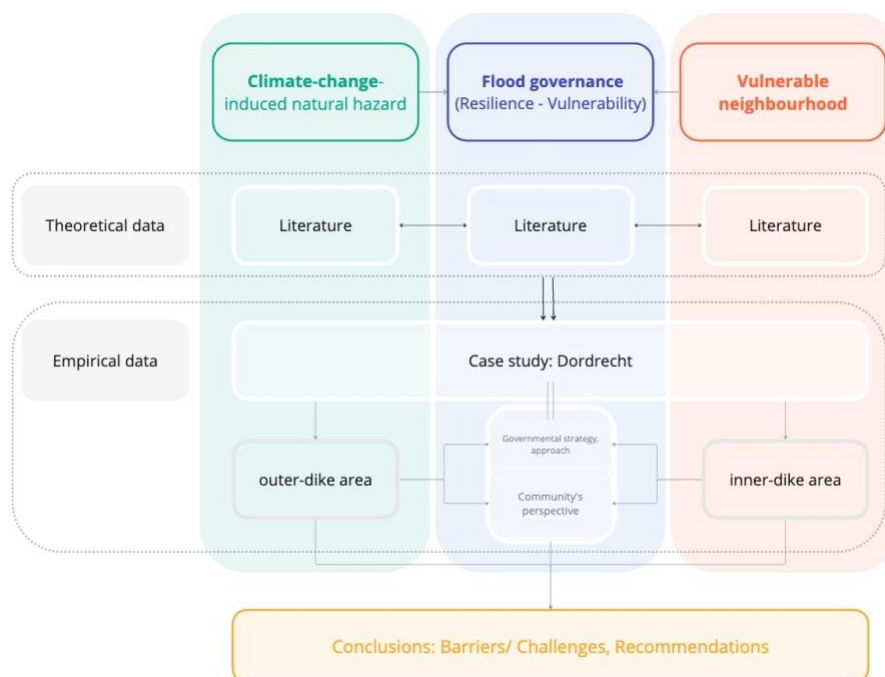 Climate-change-
induced natural hazard
Flood governance
(Resilience - Vulnerability)
Vulnerable
neighbourhood
Theoretical data
Literature
Literature
Literature
Empirical data
Case study: Dordrecht
outer-dike area
Governmental strategy,
approach
Community's
perspective
inner-dike area
Conclusions: Barriers/ Challenges, Recommendations